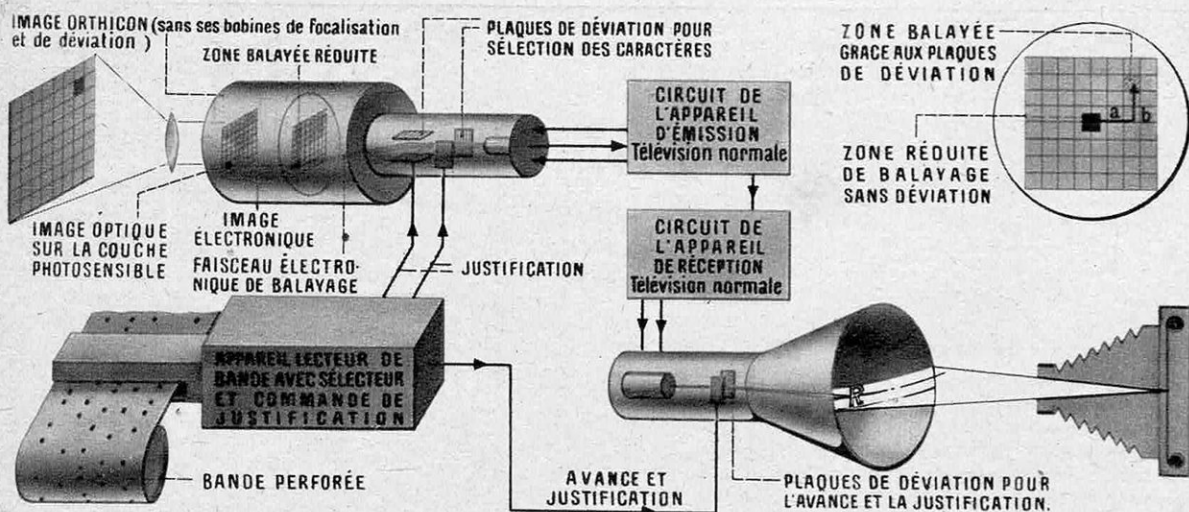 IMAGE ORTHICON (sans ses bobines de focalisation
et de déviation )
ZONE BALAYÉE RÉDUITE
PLAQUES DE DÉVIATION POUR
SÉLECTION DES CARACTÈRES
CIRCUIT DE
L'APPAREIL
D'ÉMISSION
Télévision normale
ZONE BALAYÉE
GRACE AUX PLAQUES
DE DÉVIATION
a
b
ZONE RÉDUITE
DE BALAYAGE
SANS DÉVIATION
IMAGE OPTIQUE
SUR LA COUCHE
PHOTOSENSIBLE
IMAGE
ÉLECTRONIQUE
FAISCEAU ÉLECTRO-
NIQUE DE BALAYAGE
JUSTIFICATION
CIRCUIT DE
L'APPAREIL
DE RÉCEPTION
Télévision normale
APPAREIL LECTEUR DE
BANDE AVEC SÉLECTEUR
ET COMMANDE DE
JUSTIFICATION
R
BANDE PERFORÉE
AVANCE ET
JUSTIFICATION
PLAQUES DE DÉVIATION POUR
L'AVANCE ET LA JUSTIFICATION.